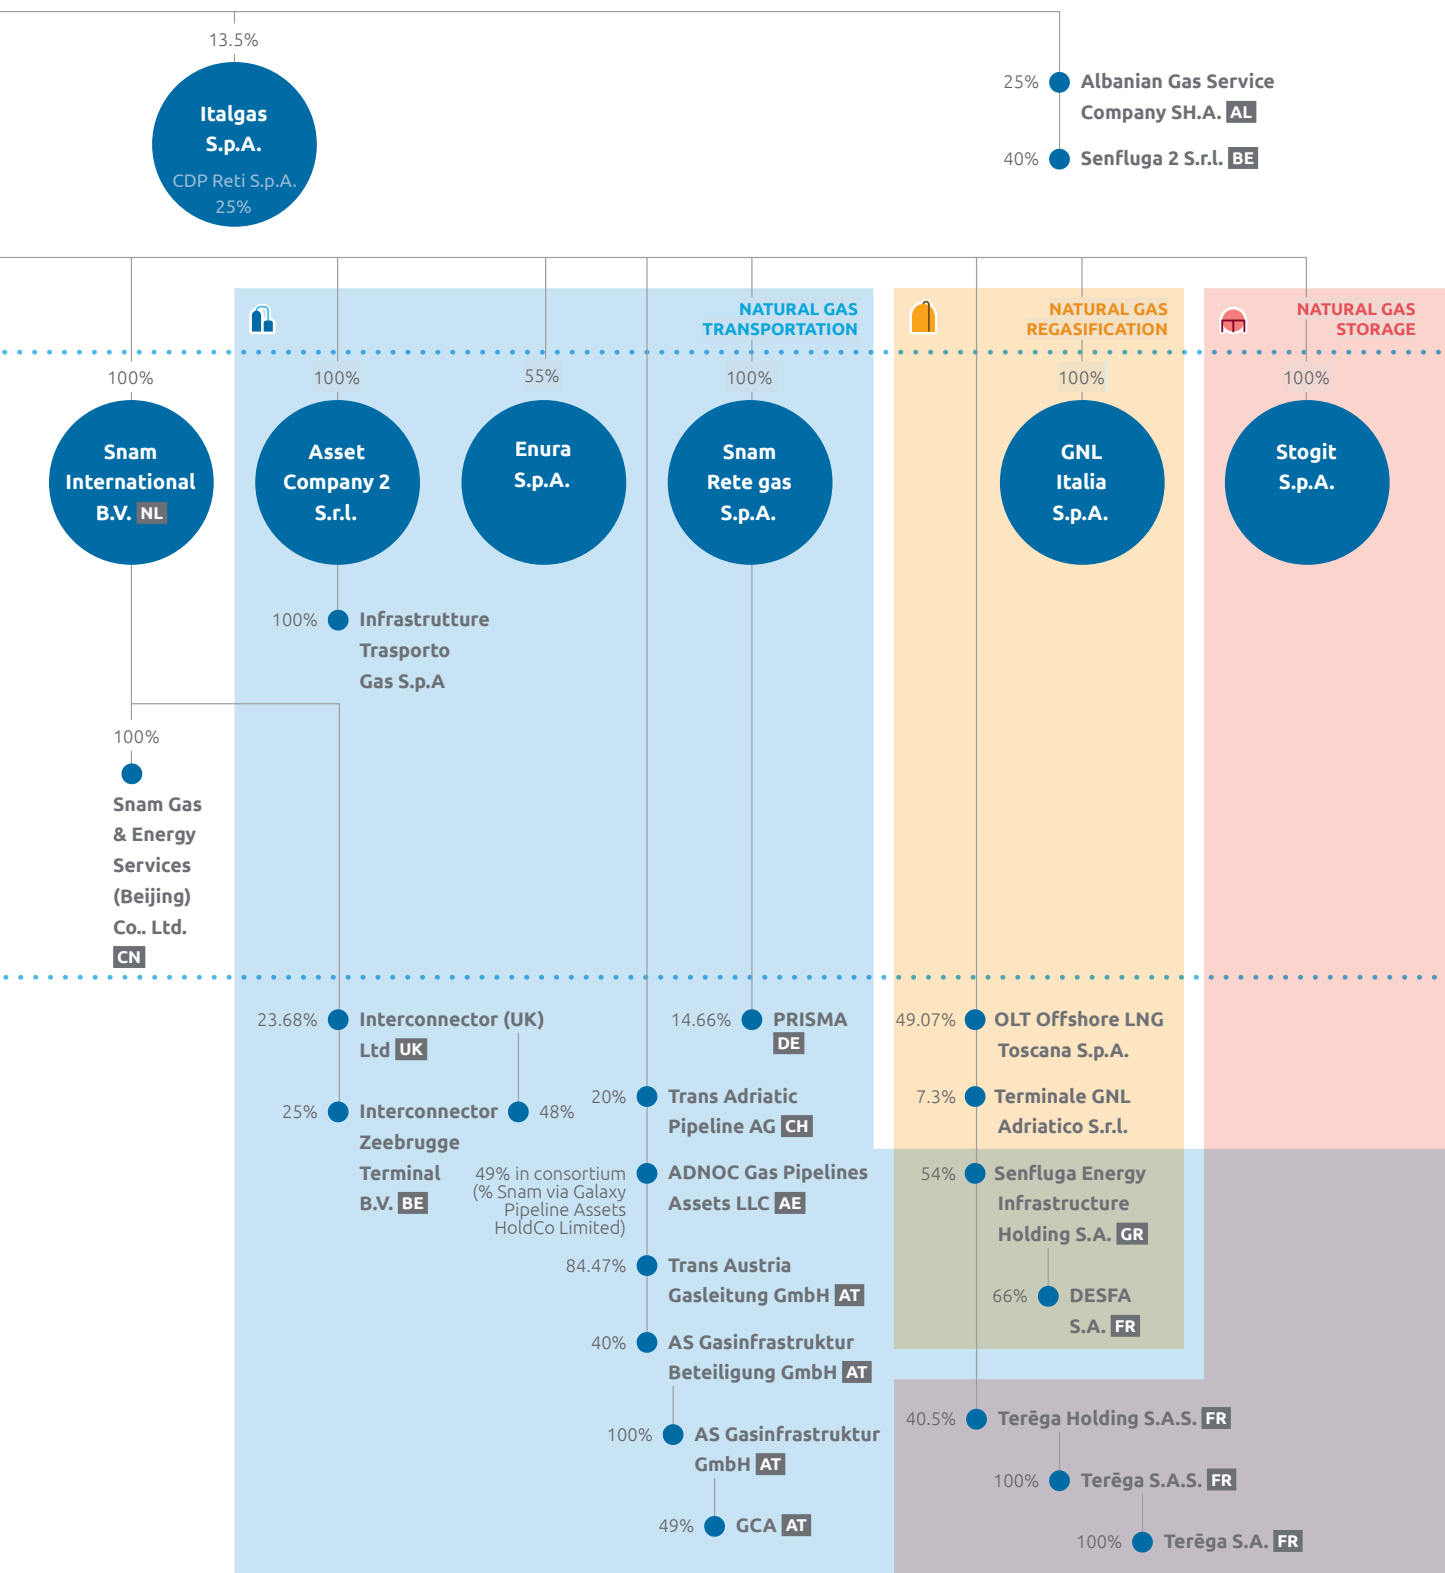 13.5%
Italgas
S.p.A.
CDP Reti S.p.A.
25%
25%
Albanian Gas Service
Company SH.A. AL
40%
Senfluga 2 S.r.l. BE
NATURAL GAS
TRANSPORTATION
NATURAL GAS
REGASIFICATION
NATURAL GAS
STORAGE
100%
Snam
International
B.V. NL
100%
Asset
Company 2
S.r.l.
55%
Enura
S.p.A.
100%
Snam
Rete gas
S.p.A.
100%
GNL
Italia
S.p.A.
100%
Stogit
S.p.A.
100%
Infrastrutture
Trasporto
Gas S.p.A
100%
Snam Gas
& Energy
Services
(Beijing)
Co.. Ltd.
CN
23.68%
Interconnector (UK)
Ltd UK
25%
Interconnector
Zeebrugge
Terminal
B.V. BE
48%
14.66%
PRISMA
DE
20%
Trans Adriatic
Pipeline AG CH
49% in consortium
(% Snam via Galaxy
Pipeline Assets
HoldCo Limited)
ADNOC Gas Pipelines
Assets LLC AE
84.47%
Trans Austria
Gasleitung GmbH AT
40%
AS Gasinfrastruktur
Beteiligung GmbH AT
100%
AS Gasinfrastruktur
GmbH AT
49%
GCA AT
49.07%
OLT Offshore LNG
Toscana S.p.A.
7.3%
Terminale GNL
Adriatico S.r.l.
54%
Senfluga Energy
Infrastructure
Holding S.A. GR
66%
DESFA
S.A. FR
40.5%
Terēga Holding S.A.S. FR
100%
Terēga S.A.S. FR
100%
Terēga S.A. FR